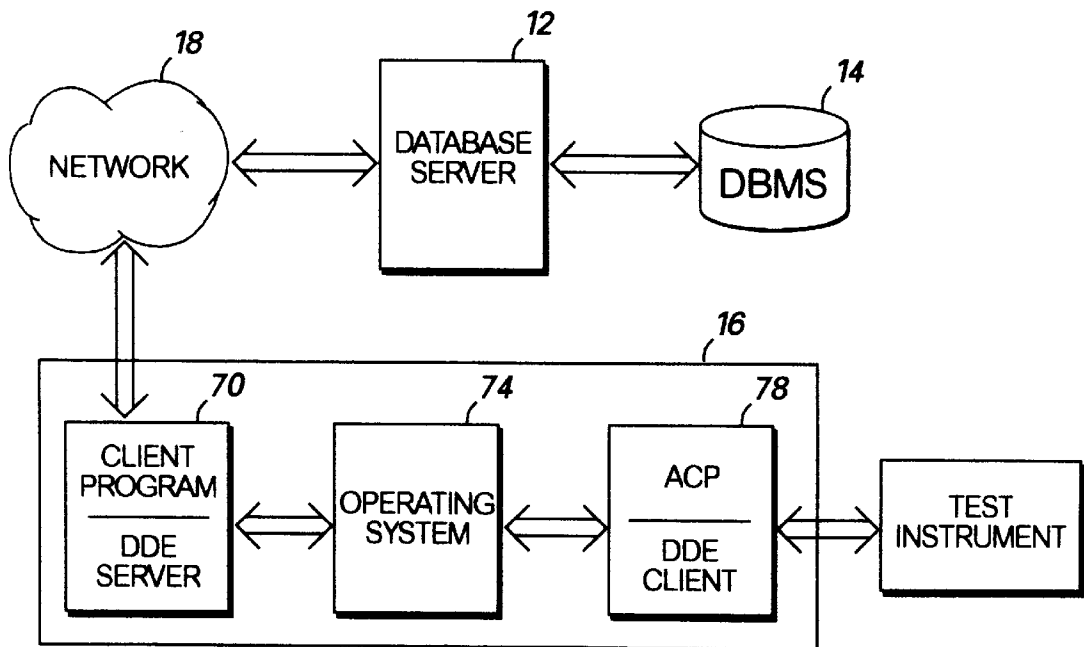 18
12
14
NETWORK
DATABASE
SERVER
DBMS
16
70
74
78
CLIENT
PROGRAM
DDE
SERVER
OPERATING
SYSTEM
ACP
DDE
CLIENT
TEST
INSTRUMENT